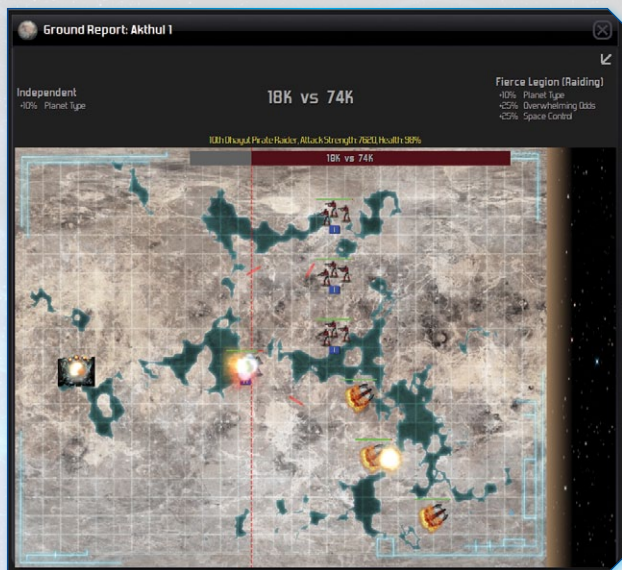 Ground Report: Akthul 1
Independent
+10% Planet Type
18K vs 74K
Fierce Legion (Raiding)
+10% Planet Type
+25% Overwhelming Odds
+25% Space Control
10th Dhayut Pirate Raider, Attack Strength: 7620, Health: 98%
18K vs 74K